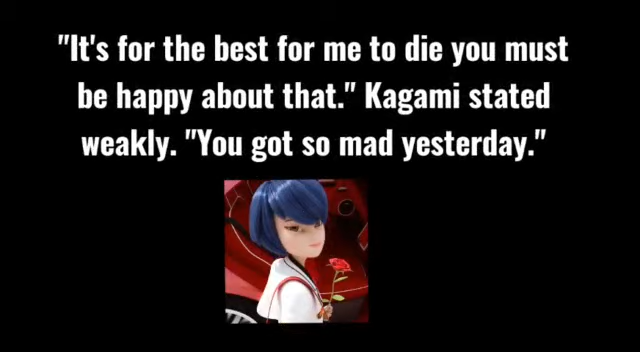 "It's for the best for me to die you must
be happy about that." Kagami stated
weakly. "You got so mad yesterday."